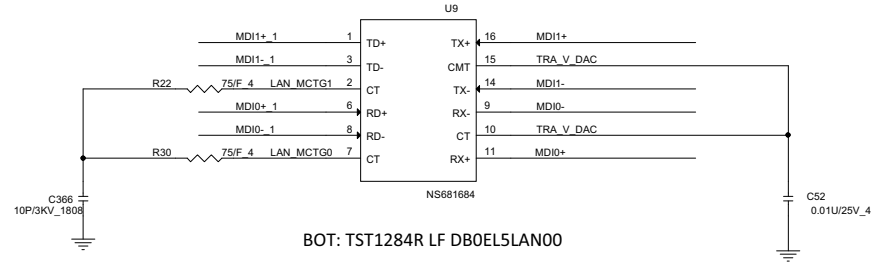 U9
MDI1+_1 1 TD+ TX+ 16 MDI1+
MDI1-_1 3 TD- CMT 15 TRA_V_DAC
R22 75/F_4 LAN_MCTG1 2 CT TX- 14 MDI1-
MDI0+_1 6 RD+ RX- 9 MDI0-
MDI0-_1 8 RD- CT 10 TRA_V_DAC
R30 75/F_4 LAN_MCTG0 7 CT RX+ 11 MDI0+
NS681684
C366
10P/3KV_1808
C52
0.01U/25V_4
BOT: TST1284R LF DB0EL5LAN00